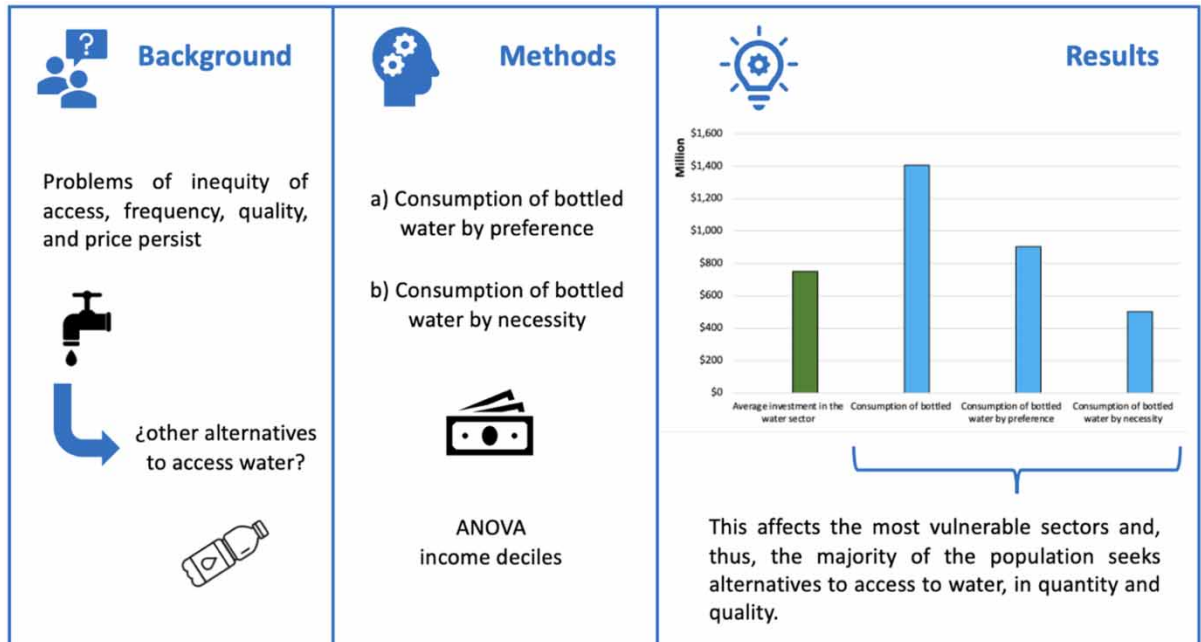 ?
Background
Problems of inequity of
access, frequency, quality,
and price persist
¿other alternatives
to access water?
Methods
a) Consumption of bottled
water by preference
b) Consumption of bottled
water by necessity
ANOVA
income deciles
Results
Million
$1,600
$1,400
$1,200
$1,000
$800
$600
$400
$200
$0
Average investment in the
water sector
Consumption of bottled
Consumption of bottled
water by preference
Consumption of bottled
water by necessity
This affects the most vulnerable sectors and,
thus, the majority of the population seeks
alternatives to access to water, in quantity and
quality.